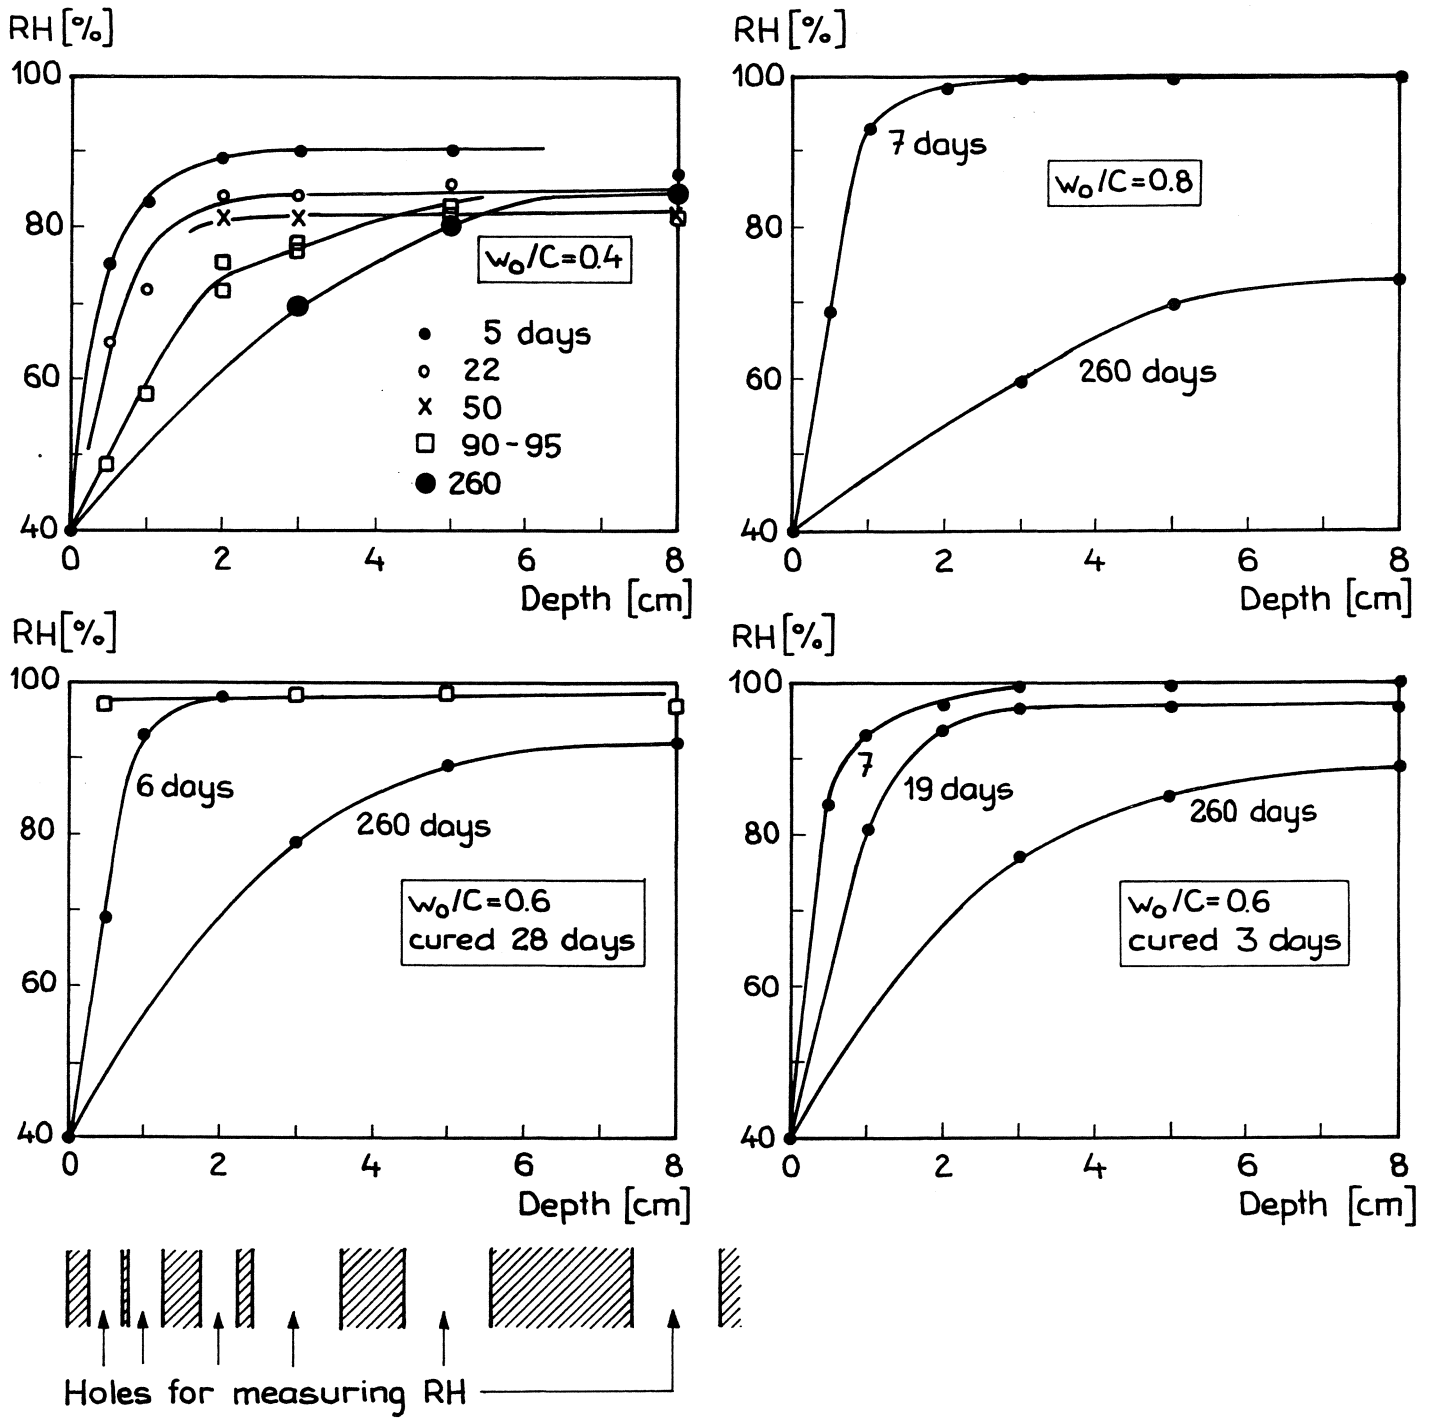 RH [%]
100
80
60
40
0 2 4 6 8
Depth [cm]
w₀/C=0.4
5 days
22
50
90-95
260
RH [%]
100
80
60
40
0 2 4 6 8
Depth [cm]
7 days
w₀/C=0.8
260 days
RH [%]
100
80
60
40
0 2 4 6 8
Depth [cm]
6 days
260 days
w₀/C=0.6
cured 28 days
RH [%]
100
80
60
40
0 2 4 6 8
Depth [cm]
7
19 days
260 days
w₀/C=0.6
cured 3 days
Holes for measuring RH